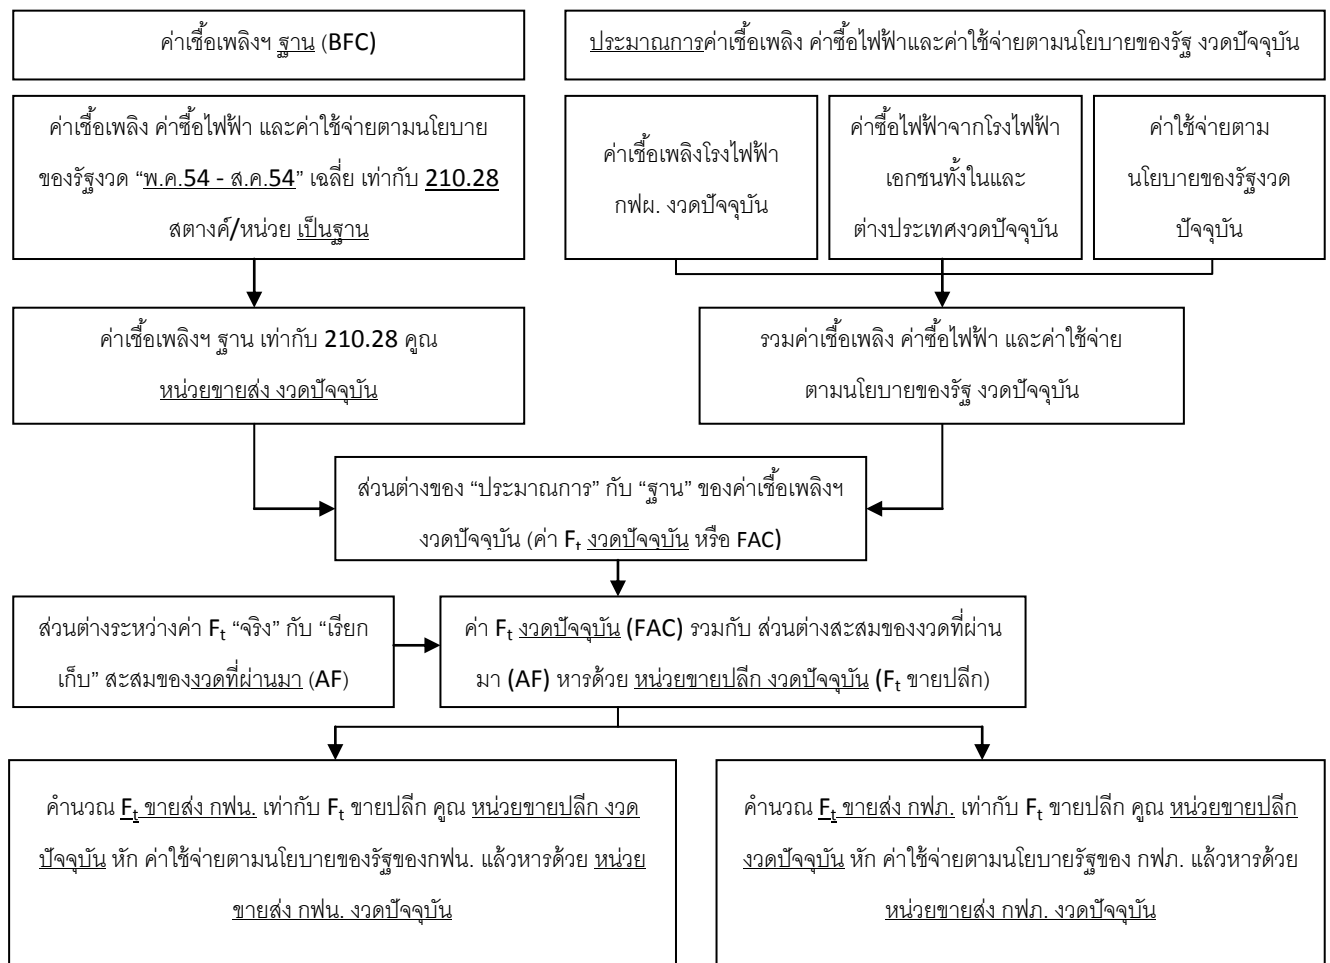 ค่าเชื้อเพลิงฯ ฐาน (BFC)
ประมาณการค่าเชื้อเพลิง ค่าซื้อไฟฟ้าและค่าใช้จ่ายตามนโยบายของรัฐ งวดปัจจุบัน
ค่าเชื้อเพลิง ค่าซื้อไฟฟ้า และค่าใช้จ่ายตามนโยบาย
ของรัฐงวด “พ.ค.54 - ส.ค.54” เฉลี่ย เท่ากับ 210.28
สตางค์/หน่วย เป็นฐาน
ค่าเชื้อเพลิงโรงไฟฟ้า
กฟผ. งวดปัจจุบัน
ค่าซื้อไฟฟ้าจากโรงไฟฟ้า
เอกชนทั้งในและ
ต่างประเทศงวดปัจจุบัน
ค่าใช้จ่ายตาม
นโยบายของรัฐงวด
ปัจจุบัน
ค่าเชื้อเพลิงฯ ฐาน เท่ากับ 210.28 คูณ
หน่วยขายส่ง งวดปัจจุบัน
รวมค่าเชื้อเพลิง ค่าซื้อไฟฟ้า และค่าใช้จ่าย
ตามนโยบายของรัฐ งวดปัจจุบัน
ส่วนต่างของ “ประมาณการ” กับ “ฐาน” ของค่าเชื้อเพลิงฯ
งวดปัจจุบัน (ค่า Ft งวดปัจจุบัน หรือ FAC)
ส่วนต่างระหว่างค่า Ft “จริง” กับ “เรียก
เก็บ” สะสมของงวดที่ผ่านมา (AF)
ค่า Ft งวดปัจจุบัน (FAC) รวมกับ ส่วนต่างสะสมของงวดที่ผ่าน
มา (AF) หารด้วย หน่วยขายปลีก งวดปัจจุบัน (Ft ขายปลีก)
คำนวณ Ft ขายส่ง กฟน. เท่ากับ Ft ขายปลีก คูณ หน่วยขายปลีก งวด
ปัจจุบัน หัก ค่าใช้จ่ายตามนโยบายของรัฐของกฟน. แล้วหารด้วย หน่วย
ขายส่ง กฟน. งวดปัจจุบัน
คำนวณ Ft ขายส่ง กฟภ. เท่ากับ Ft ขายปลีก คูณ หน่วยขายปลีก
งวดปัจจุบัน หัก ค่าใช้จ่ายตามนโยบายรัฐของ กฟภ. แล้วหารด้วย
หน่วยขายส่ง กฟภ. งวดปัจจุบัน